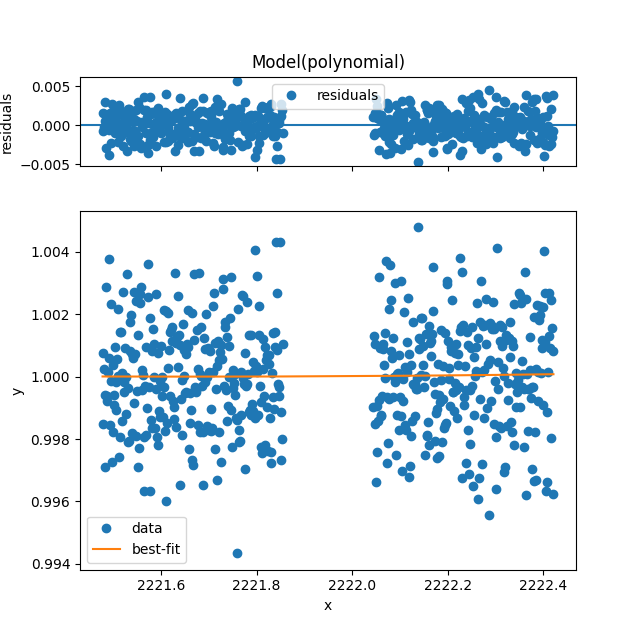 Model(polynomial)
residuals
0.005
0.000
−0.005
residuals
1.004
1.002
1.000
0.998
0.996
0.994
y
data
best-fit
2221.6 2221.8 2222.0 2222.2 2222.4
x